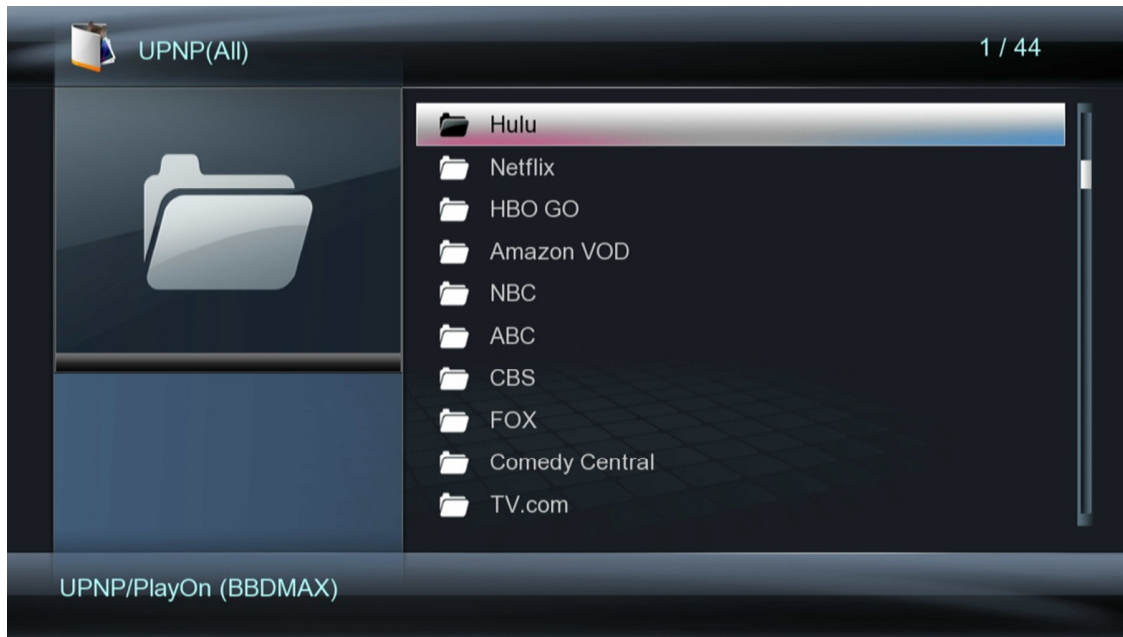 UPNP(All)
1 / 44
Hulu
Netflix
HBO GO
Amazon VOD
NBC
ABC
CBS
FOX
Comedy Central
TV.com
UPNP/PlayOn (BBDMAX)